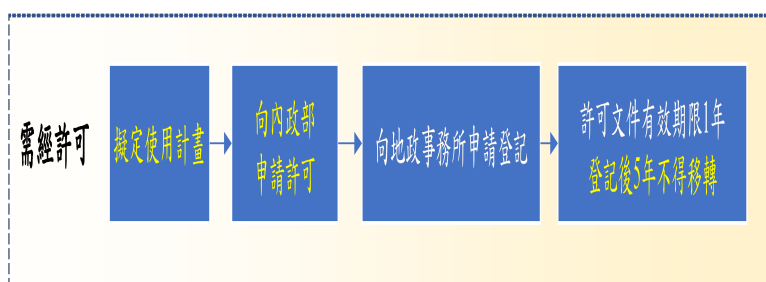 需經許可
擬定使用計畫
向內政部
申請許可
向地政事務所申請登記
許可文件有效期限1年
登記後5年不得移轉